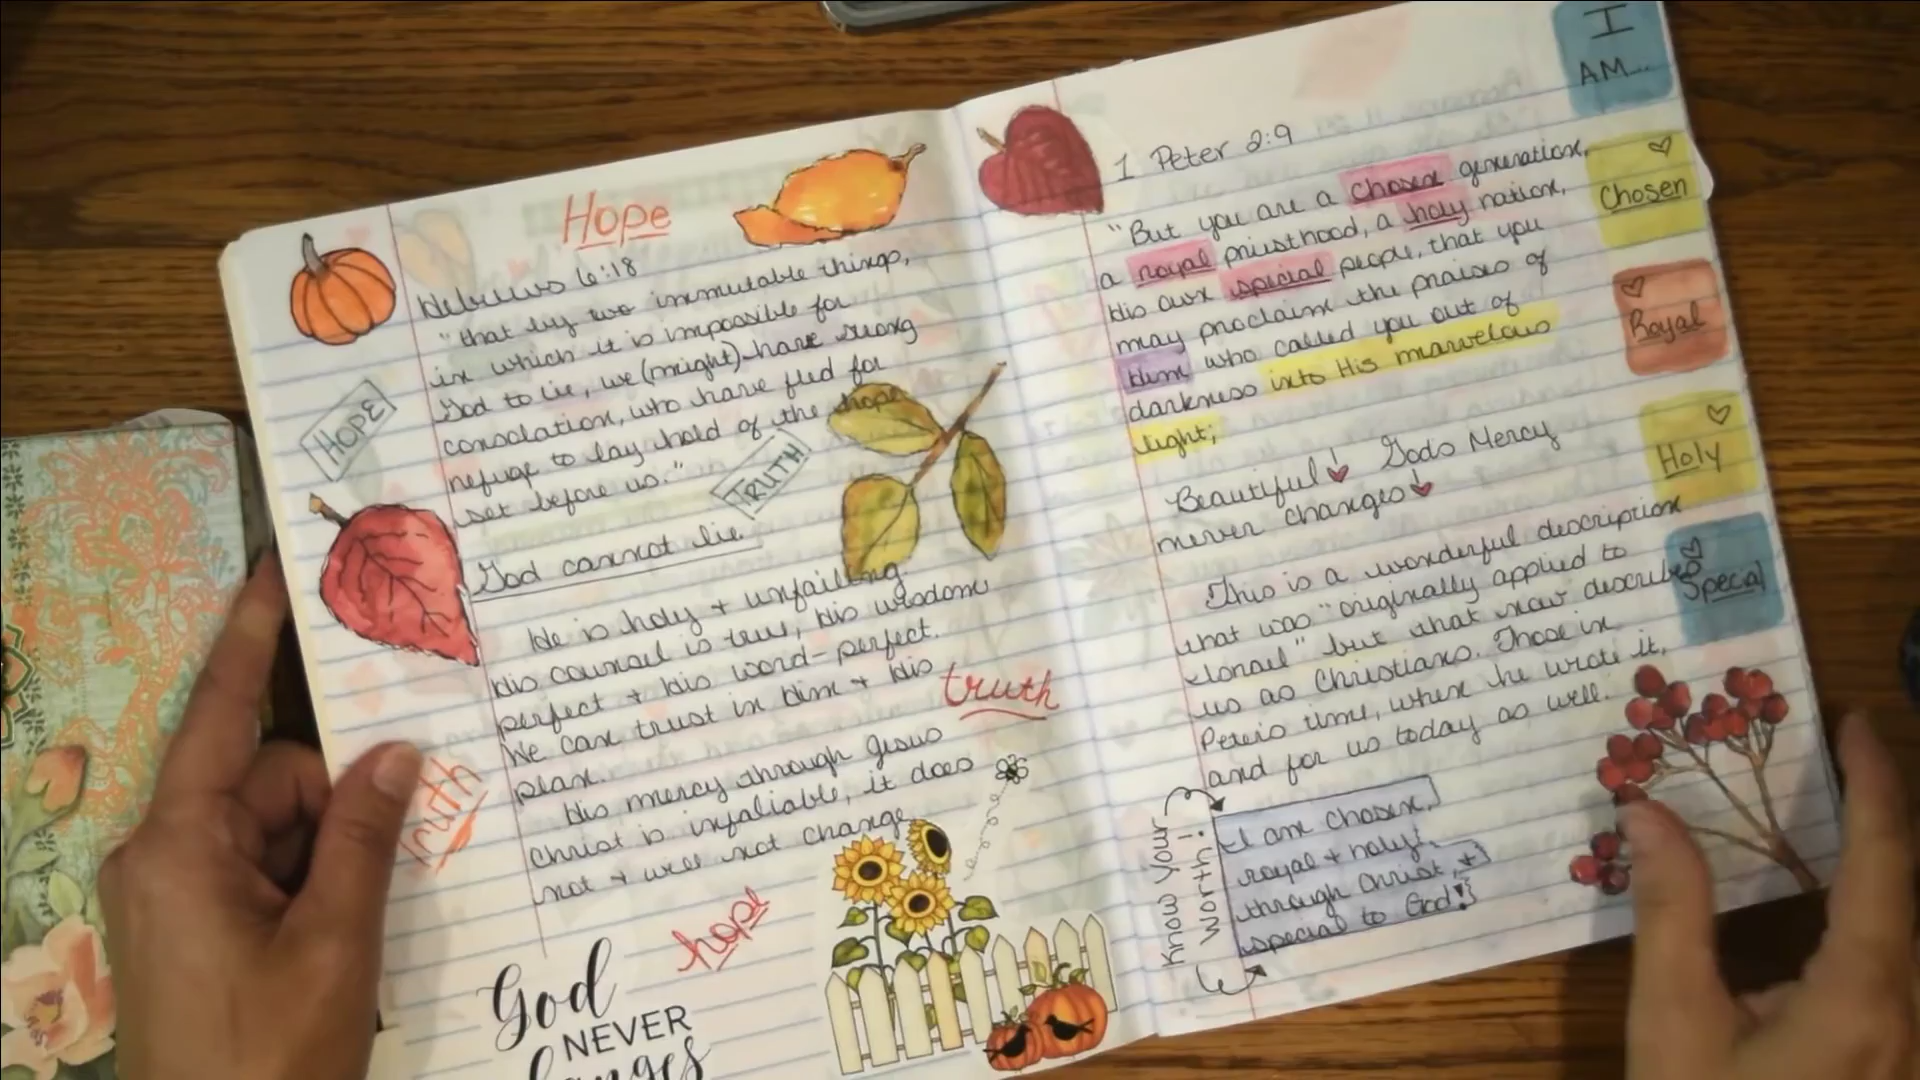 Hope
Hebrews 6:18
"that by two immutable things,
in which it is impossible for
God to lie, we (might) have strong
consolation, who have fled for
refuge to lay hold of the hope
set before us."
HOPE
TRUTH
God cannot lie.
He is holy + unfailing
His counsel is true, His wisdom
perfect + His word-perfect.
We can trust in Him + His
plan.
truth
His mercy through Jesus
Christ is infaliable, it does
not + will not change.
truth
hope
God
NEVER
changes
I
AM...
1 Peter 2:9
"But you are a chosen generation,
a royal priesthood, a holy nation,
His own special people, that you
may proclaim the praises of
Him who called you out of
darkness into His marvelous
light;
Chosen
Royal
Holy
Special
Beautiful! Gods Mercy
never changes!
This is a wonderful description
that was "originally applied to
Israel" but that now describes
us as Christians. Those in
Peters time, when he wrote it,
and for us today as well.
Know your
worth!
I am chosen,
royal + holy!
through Christ, +
special to God!